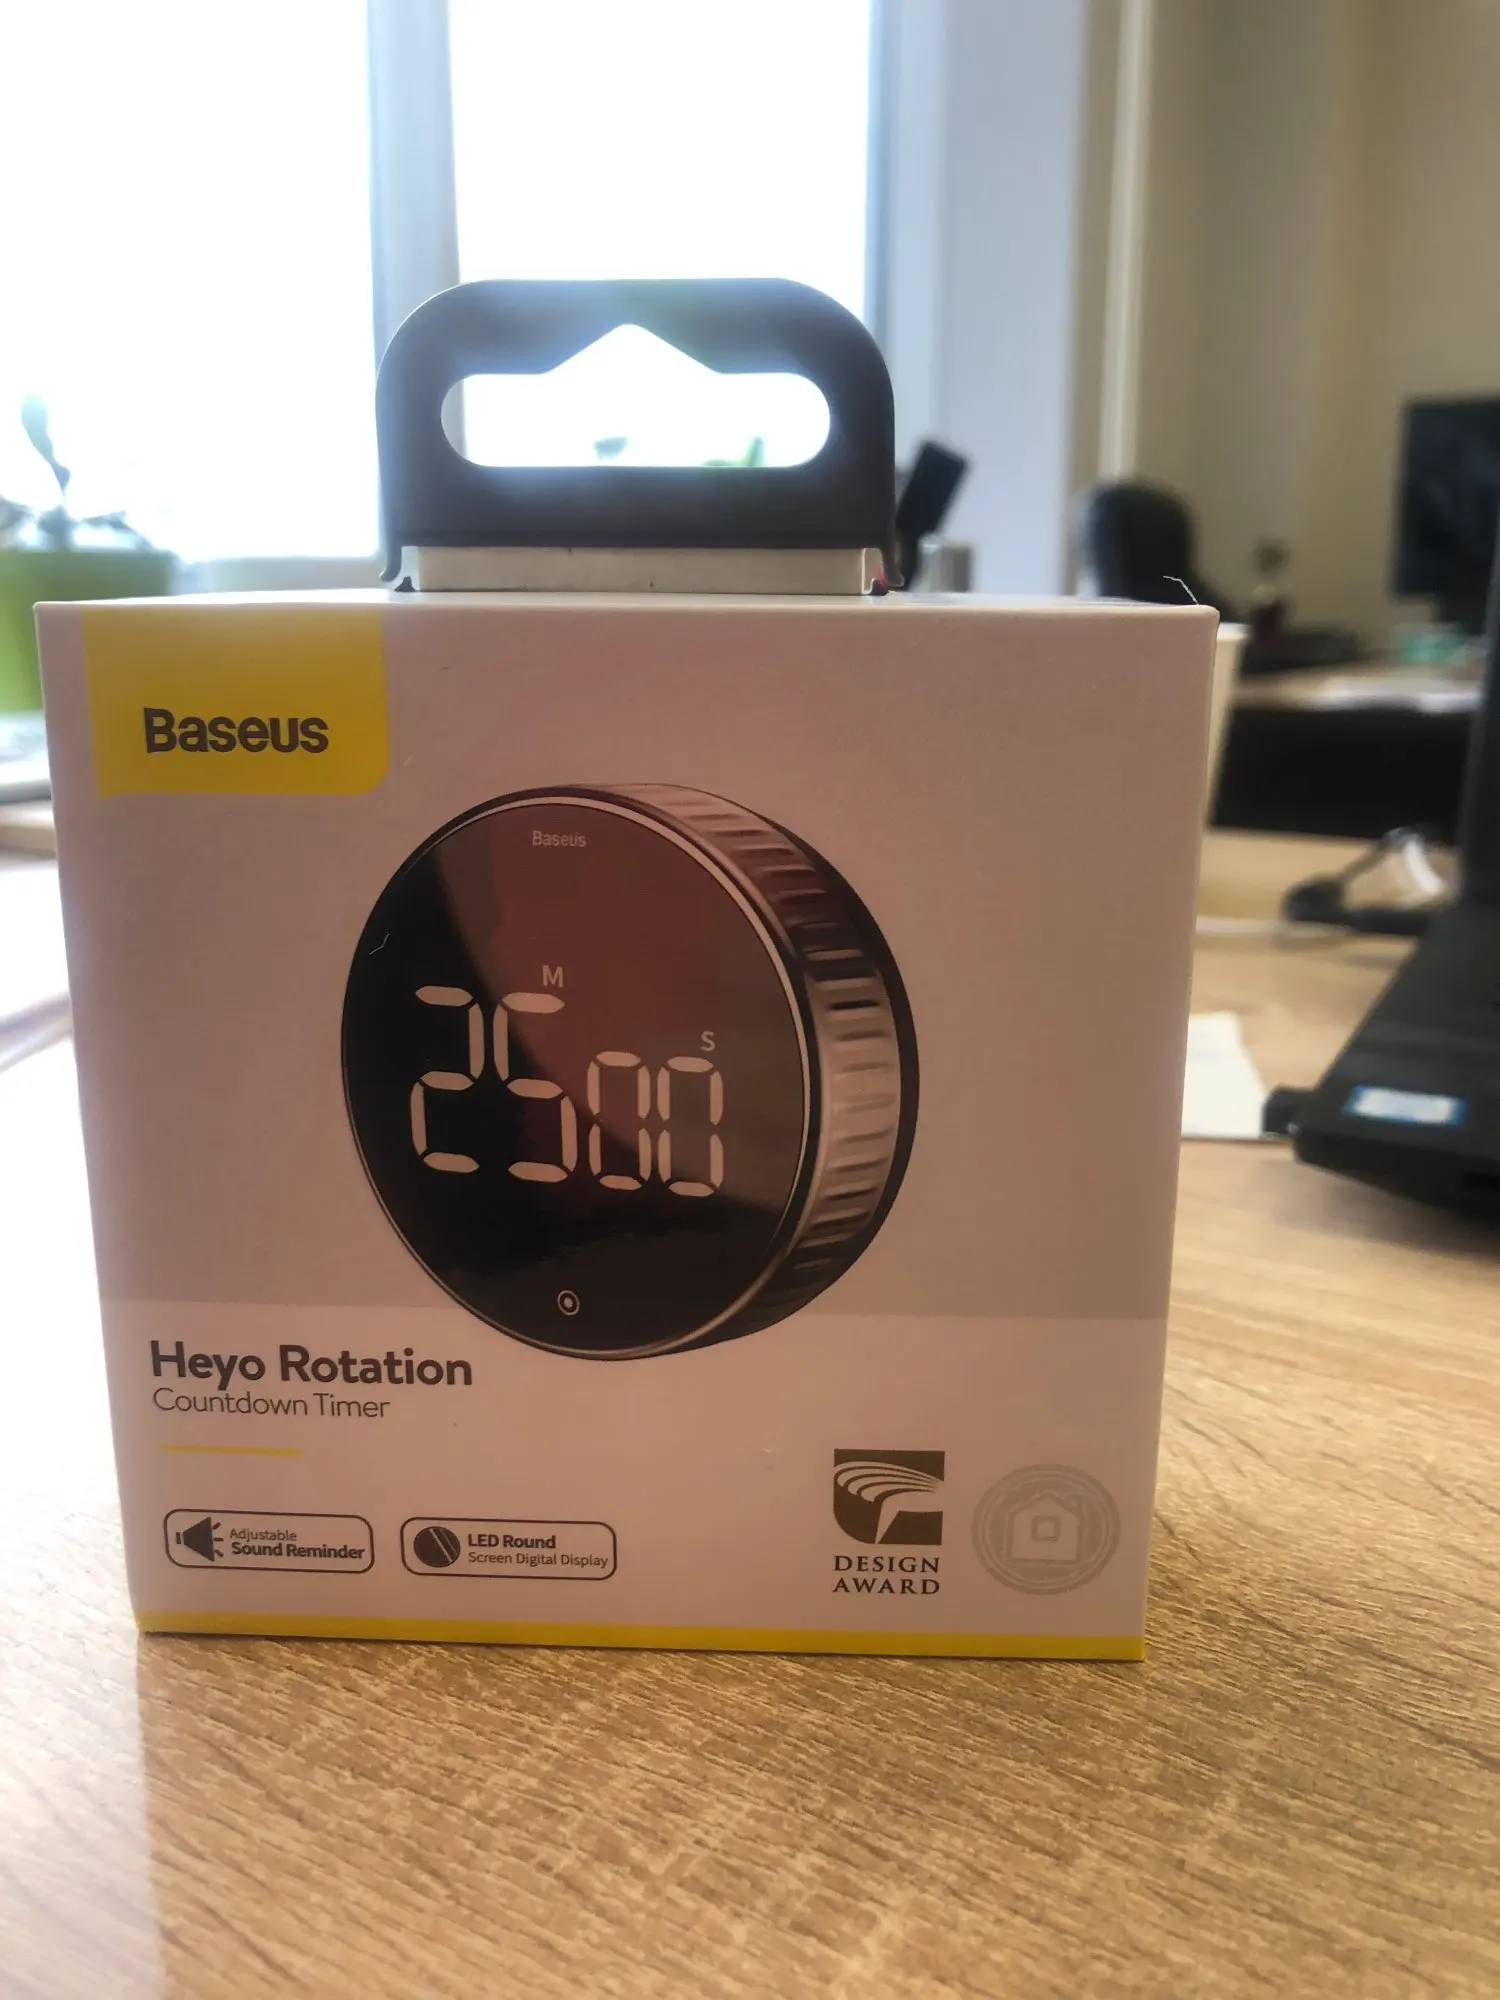 Baseus
Baseus
M
S
25 00
Heyo Rotation
Countdown Timer
Adjustable
Sound Reminder
LED Round
Screen Digital Display
DESIGN
AWARD